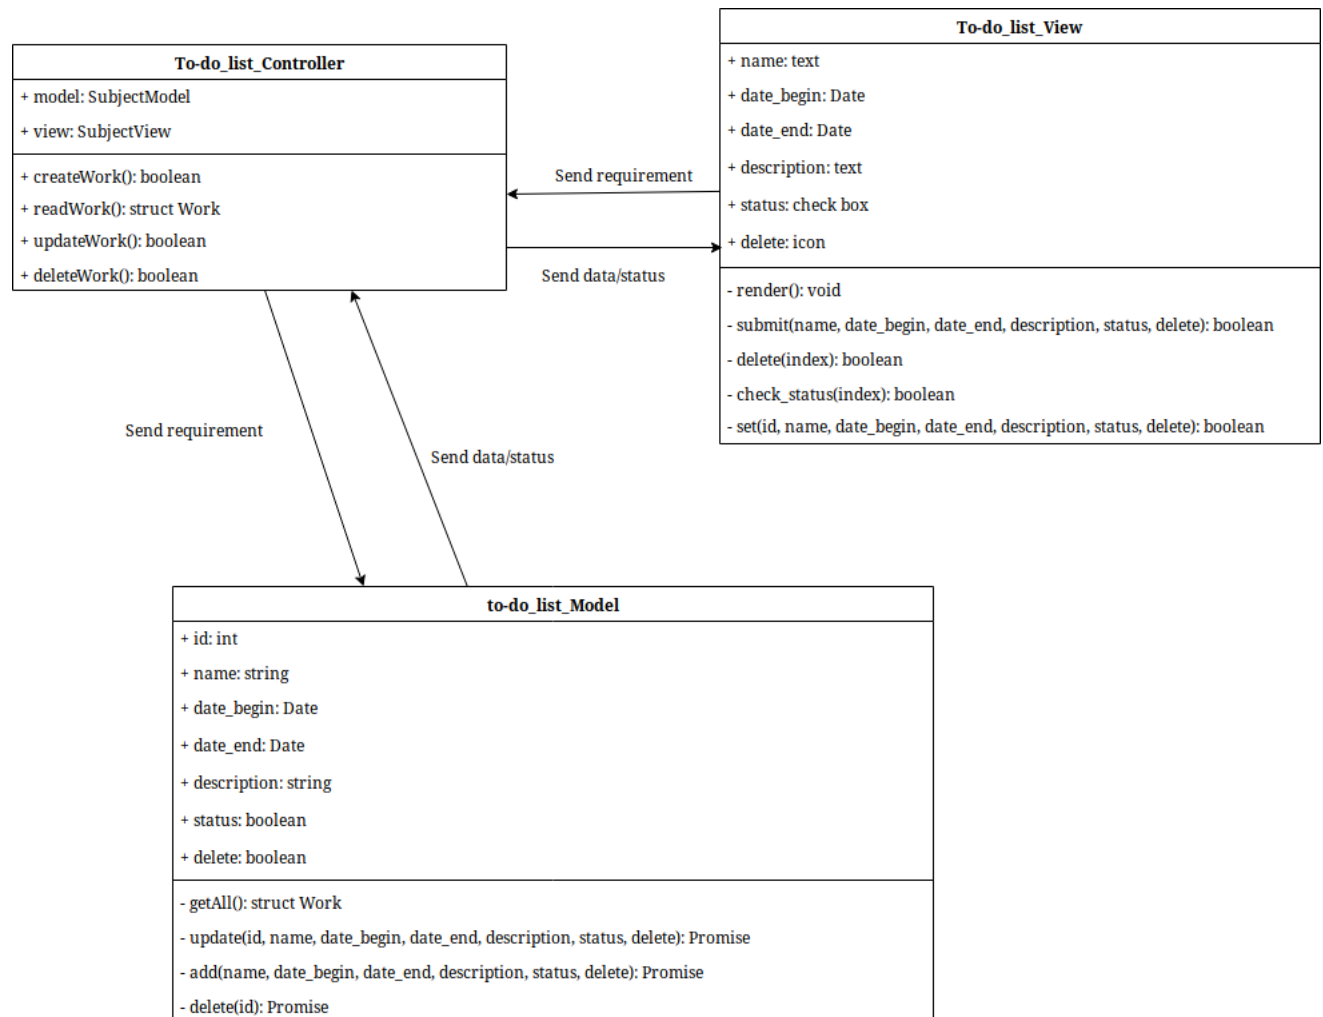 To-do_list_Controller
+ model: SubjectModel
+ view: SubjectView
+ createWork(): boolean
+ readWork(): struct Work
+ updateWork(): boolean
+ deleteWork(): boolean
Send requirement
Send data/status
To-do_list_View
+ name: text
+ date_begin: Date
+ date_end: Date
+ description: text
+ status: check box
+ delete: icon
- render(): void
- submit(name, date_begin, date_end, description, status, delete): boolean
- delete(index): boolean
- check_status(index): boolean
- set(id, name, date_begin, date_end, description, status, delete): boolean
Send requirement
Send data/status
to-do_list_Model
+ id: int
+ name: string
+ date_begin: Date
+ date_end: Date
+ description: string
+ status: boolean
+ delete: boolean
- getAll(): struct Work
- update(id, name, date_begin, date_end, description, status, delete): Promise
- add(name, date_begin, date_end, description, status, delete): Promise
- delete(id): Promise